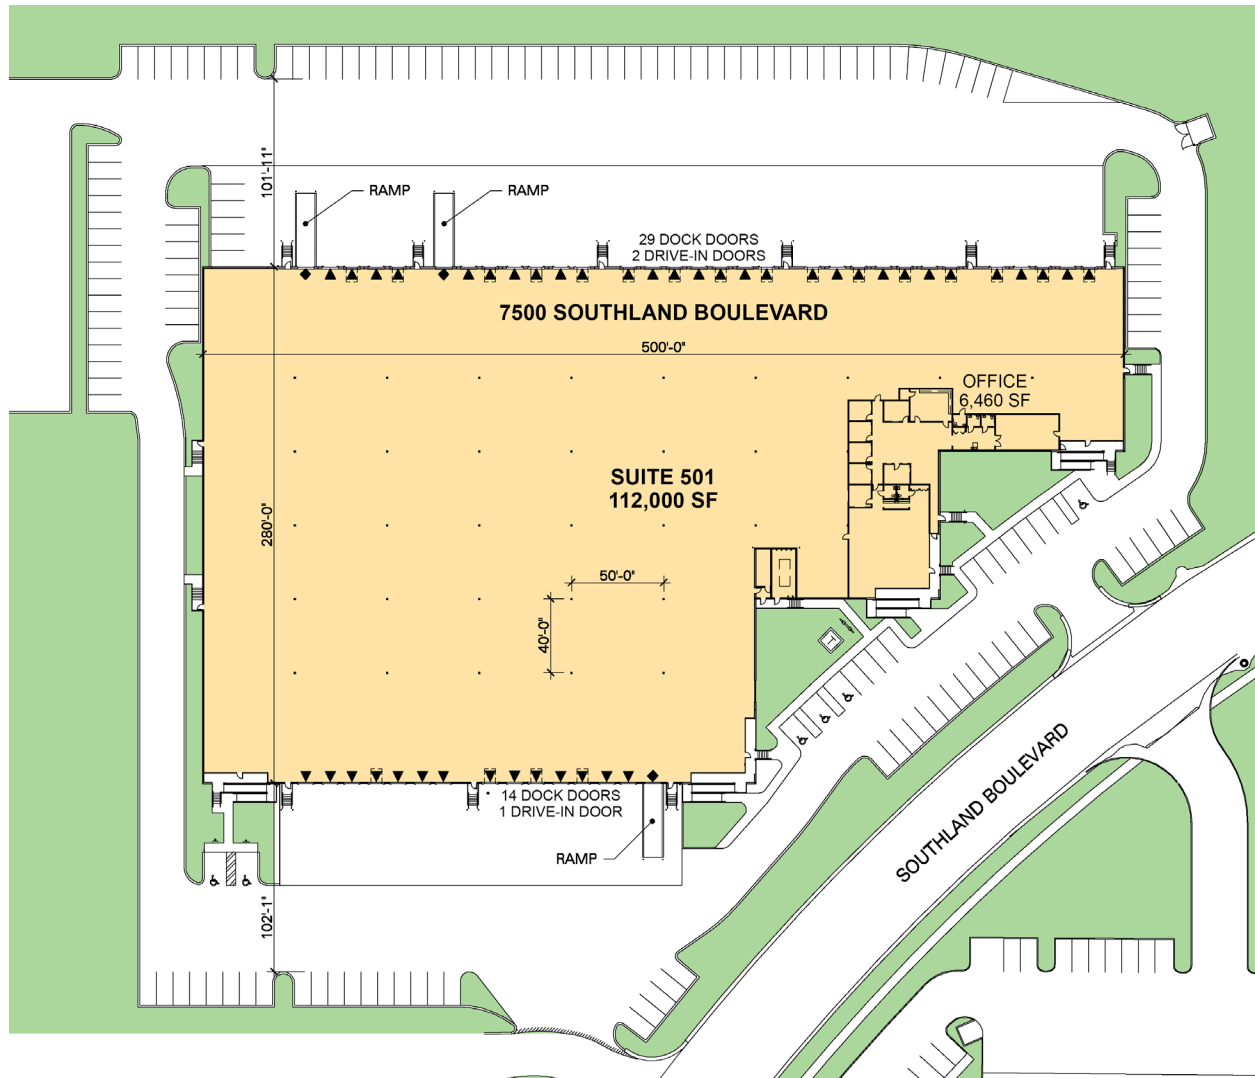 101'-11"
RAMP
RAMP
29 DOCK DOORS
2 DRIVE-IN DOORS
7500 SOUTHLAND BOULEVARD
500'-0"
OFFICE
6,460 SF
SUITE 501
112,000 SF
280'-0"
50'-0"
40'-0"
T
14 DOCK DOORS
1 DRIVE-IN DOOR
RAMP
SOUTHLAND BOULEVARD
102'-1"